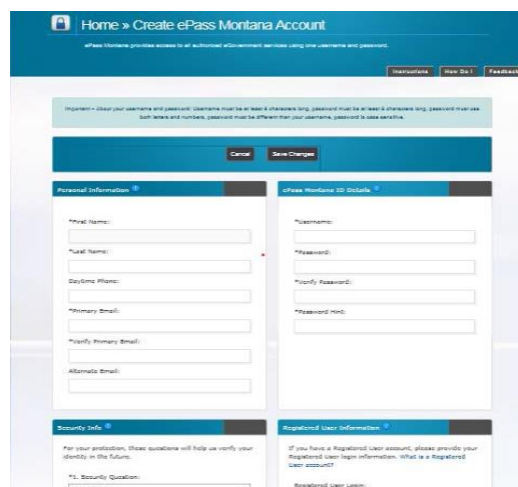 Home » Create ePass Montana Account
ePass Montana provides access to all authorized eGovernment services using one username and password.
Instructions
How Do I
Feedback
Important - About your username and password: Username must be at least 6 characters long, password must be at least 8 characters long, password must use
both letters and numbers, password must be different than your username, password is case sensitive.
Cancel
Save Changes
Personal Information
*First Name:
*Last Name:
Daytime Phone:
*Primary Email:
*Verify Primary Email:
Alternate Email:
ePass Montana ID Details
*Username:
*Password:
*Verify Password:
*Password Hint:
Security Info
For your protection, these questions will help us verify your
identity in the future.
*1. Security Question:
Registered User Information
If you have a Registered User account, please provide your
Registered User login information. What is a Registered
User account?
Registered User Login: